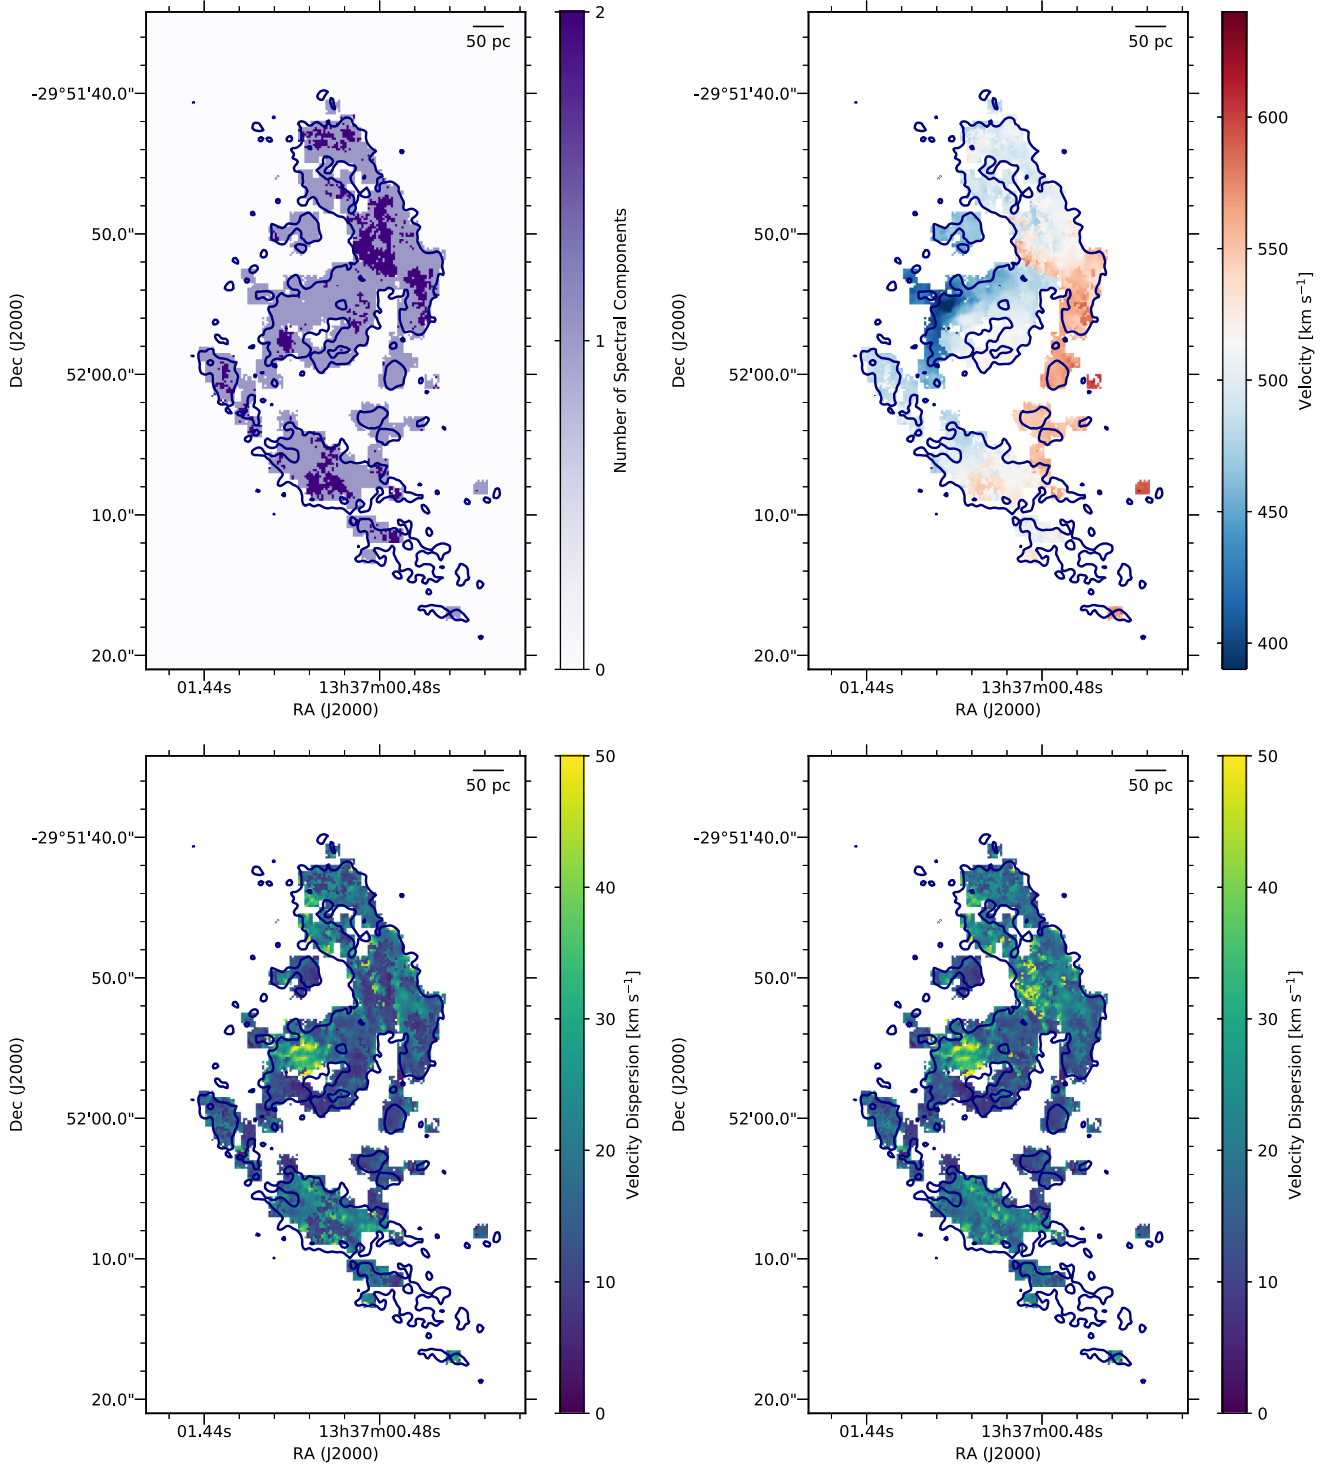 50 pc
-29°51'40.0"
50.0"
52'00.0"
10.0"
20.0"
Dec (J2000)
01.44s
13h37m00.48s
RA (J2000)
2
1
0
Number of Spectral Components
50 pc
-29°51'40.0"
50.0"
52'00.0"
10.0"
20.0"
Dec (J2000)
01.44s
13h37m00.48s
RA (J2000)
600
550
500
450
400
Velocity [km s⁻¹]
50 pc
-29°51'40.0"
50.0"
52'00.0"
10.0"
20.0"
Dec (J2000)
01.44s
13h37m00.48s
RA (J2000)
50
40
30
20
10
0
Velocity Dispersion [km s⁻¹]
50 pc
-29°51'40.0"
50.0"
52'00.0"
10.0"
20.0"
Dec (J2000)
01.44s
13h37m00.48s
RA (J2000)
50
40
30
20
10
0
Velocity Dispersion [km s⁻¹]